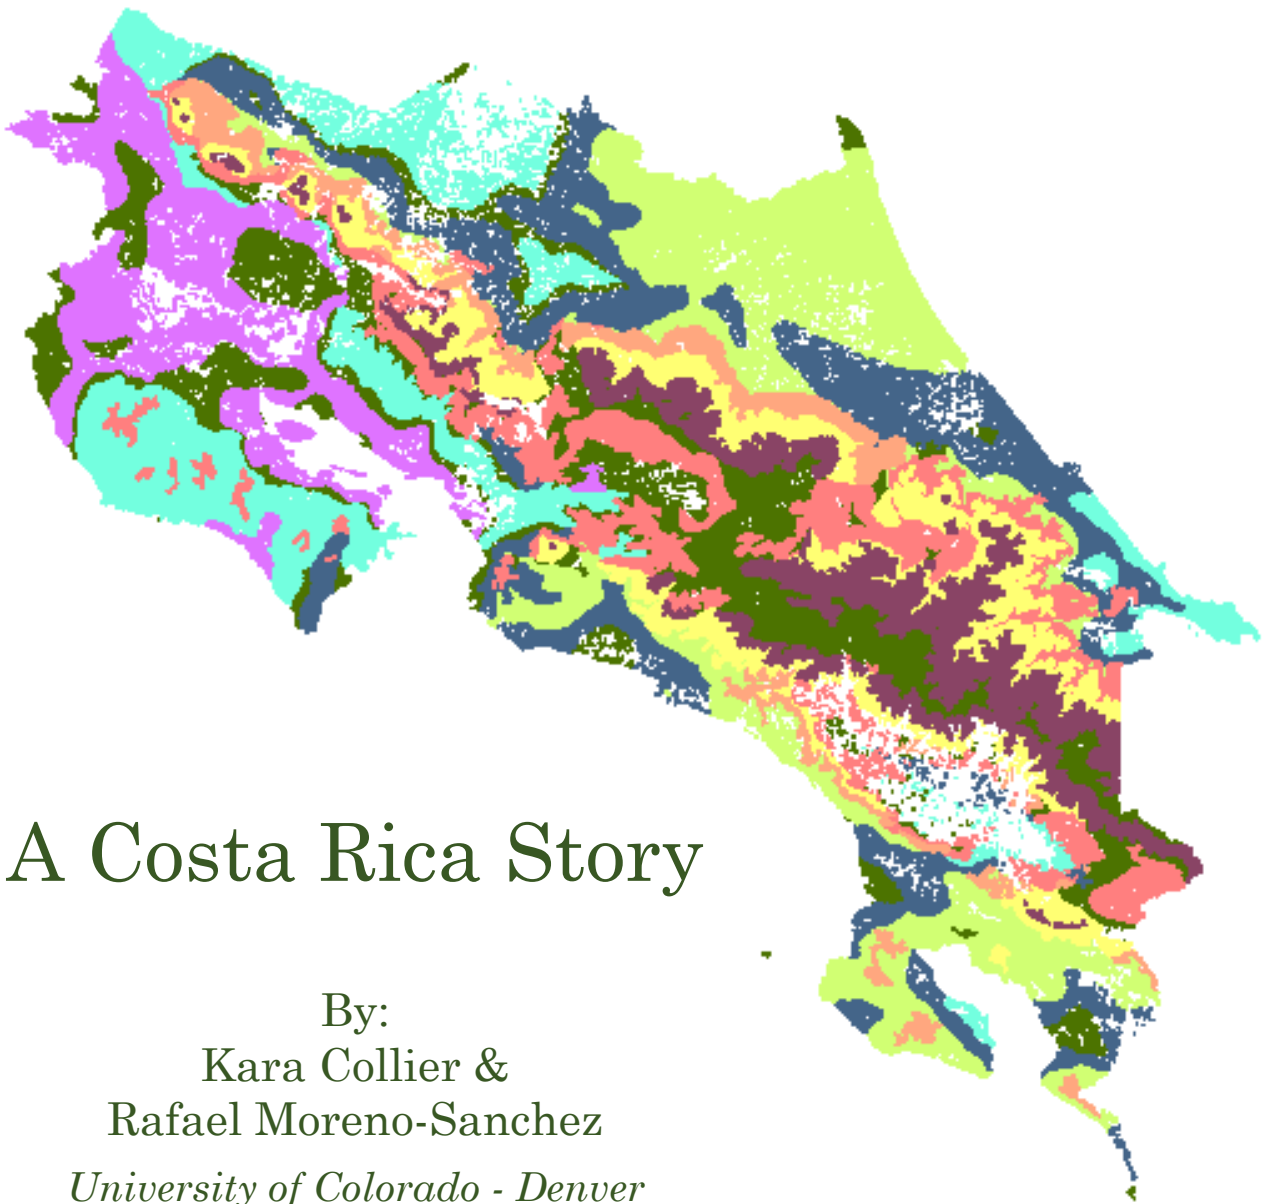 A Costa Rica Story
By:
Kara Collier &
Rafael Moreno-Sanchez
University of Colorado - Denver